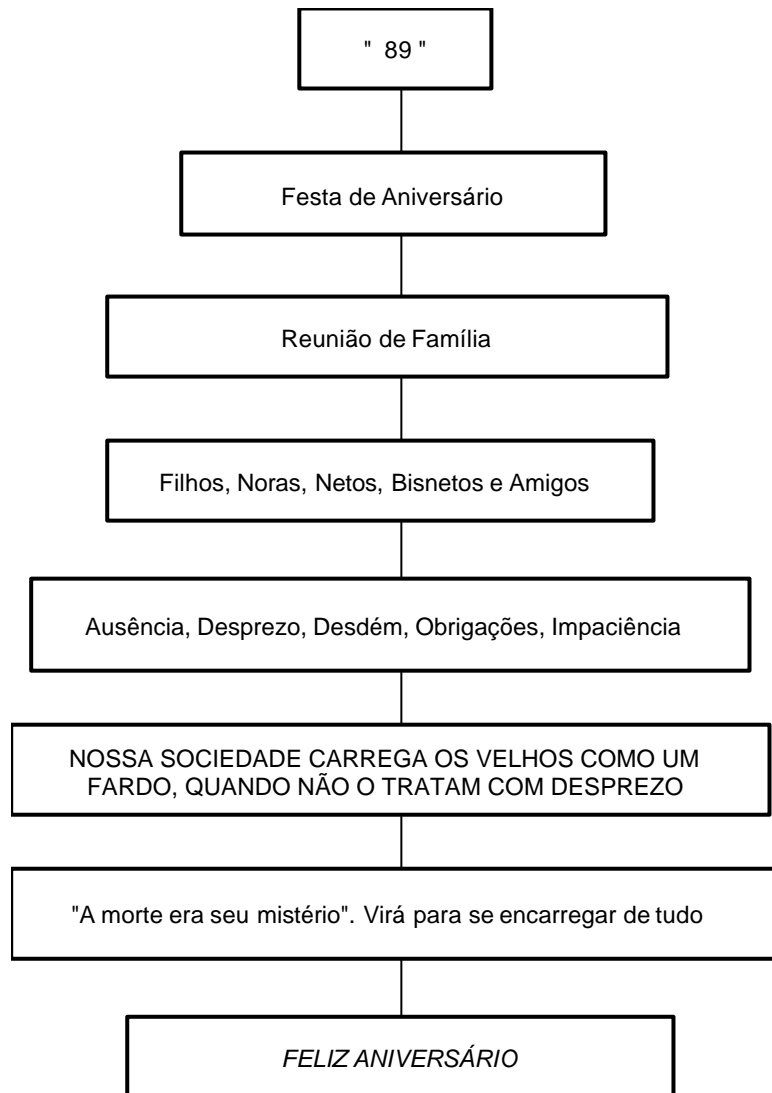 " 89 "
Festa de Aniversário
Reunião de Família
Filhos, Noras, Netos, Bisnetos e Amigos
Ausência, Desprezo, Desdém, Obrigações, Impaciência
NOSSA SOCIEDADE CARREGA OS VELHOS COMO UM
FARDO, QUANDO NÃO O TRATAM COM DESPREZO
"A morte era seu mistério". Virá para se encarregar de tudo
FELIZ ANIVERSÁRIO